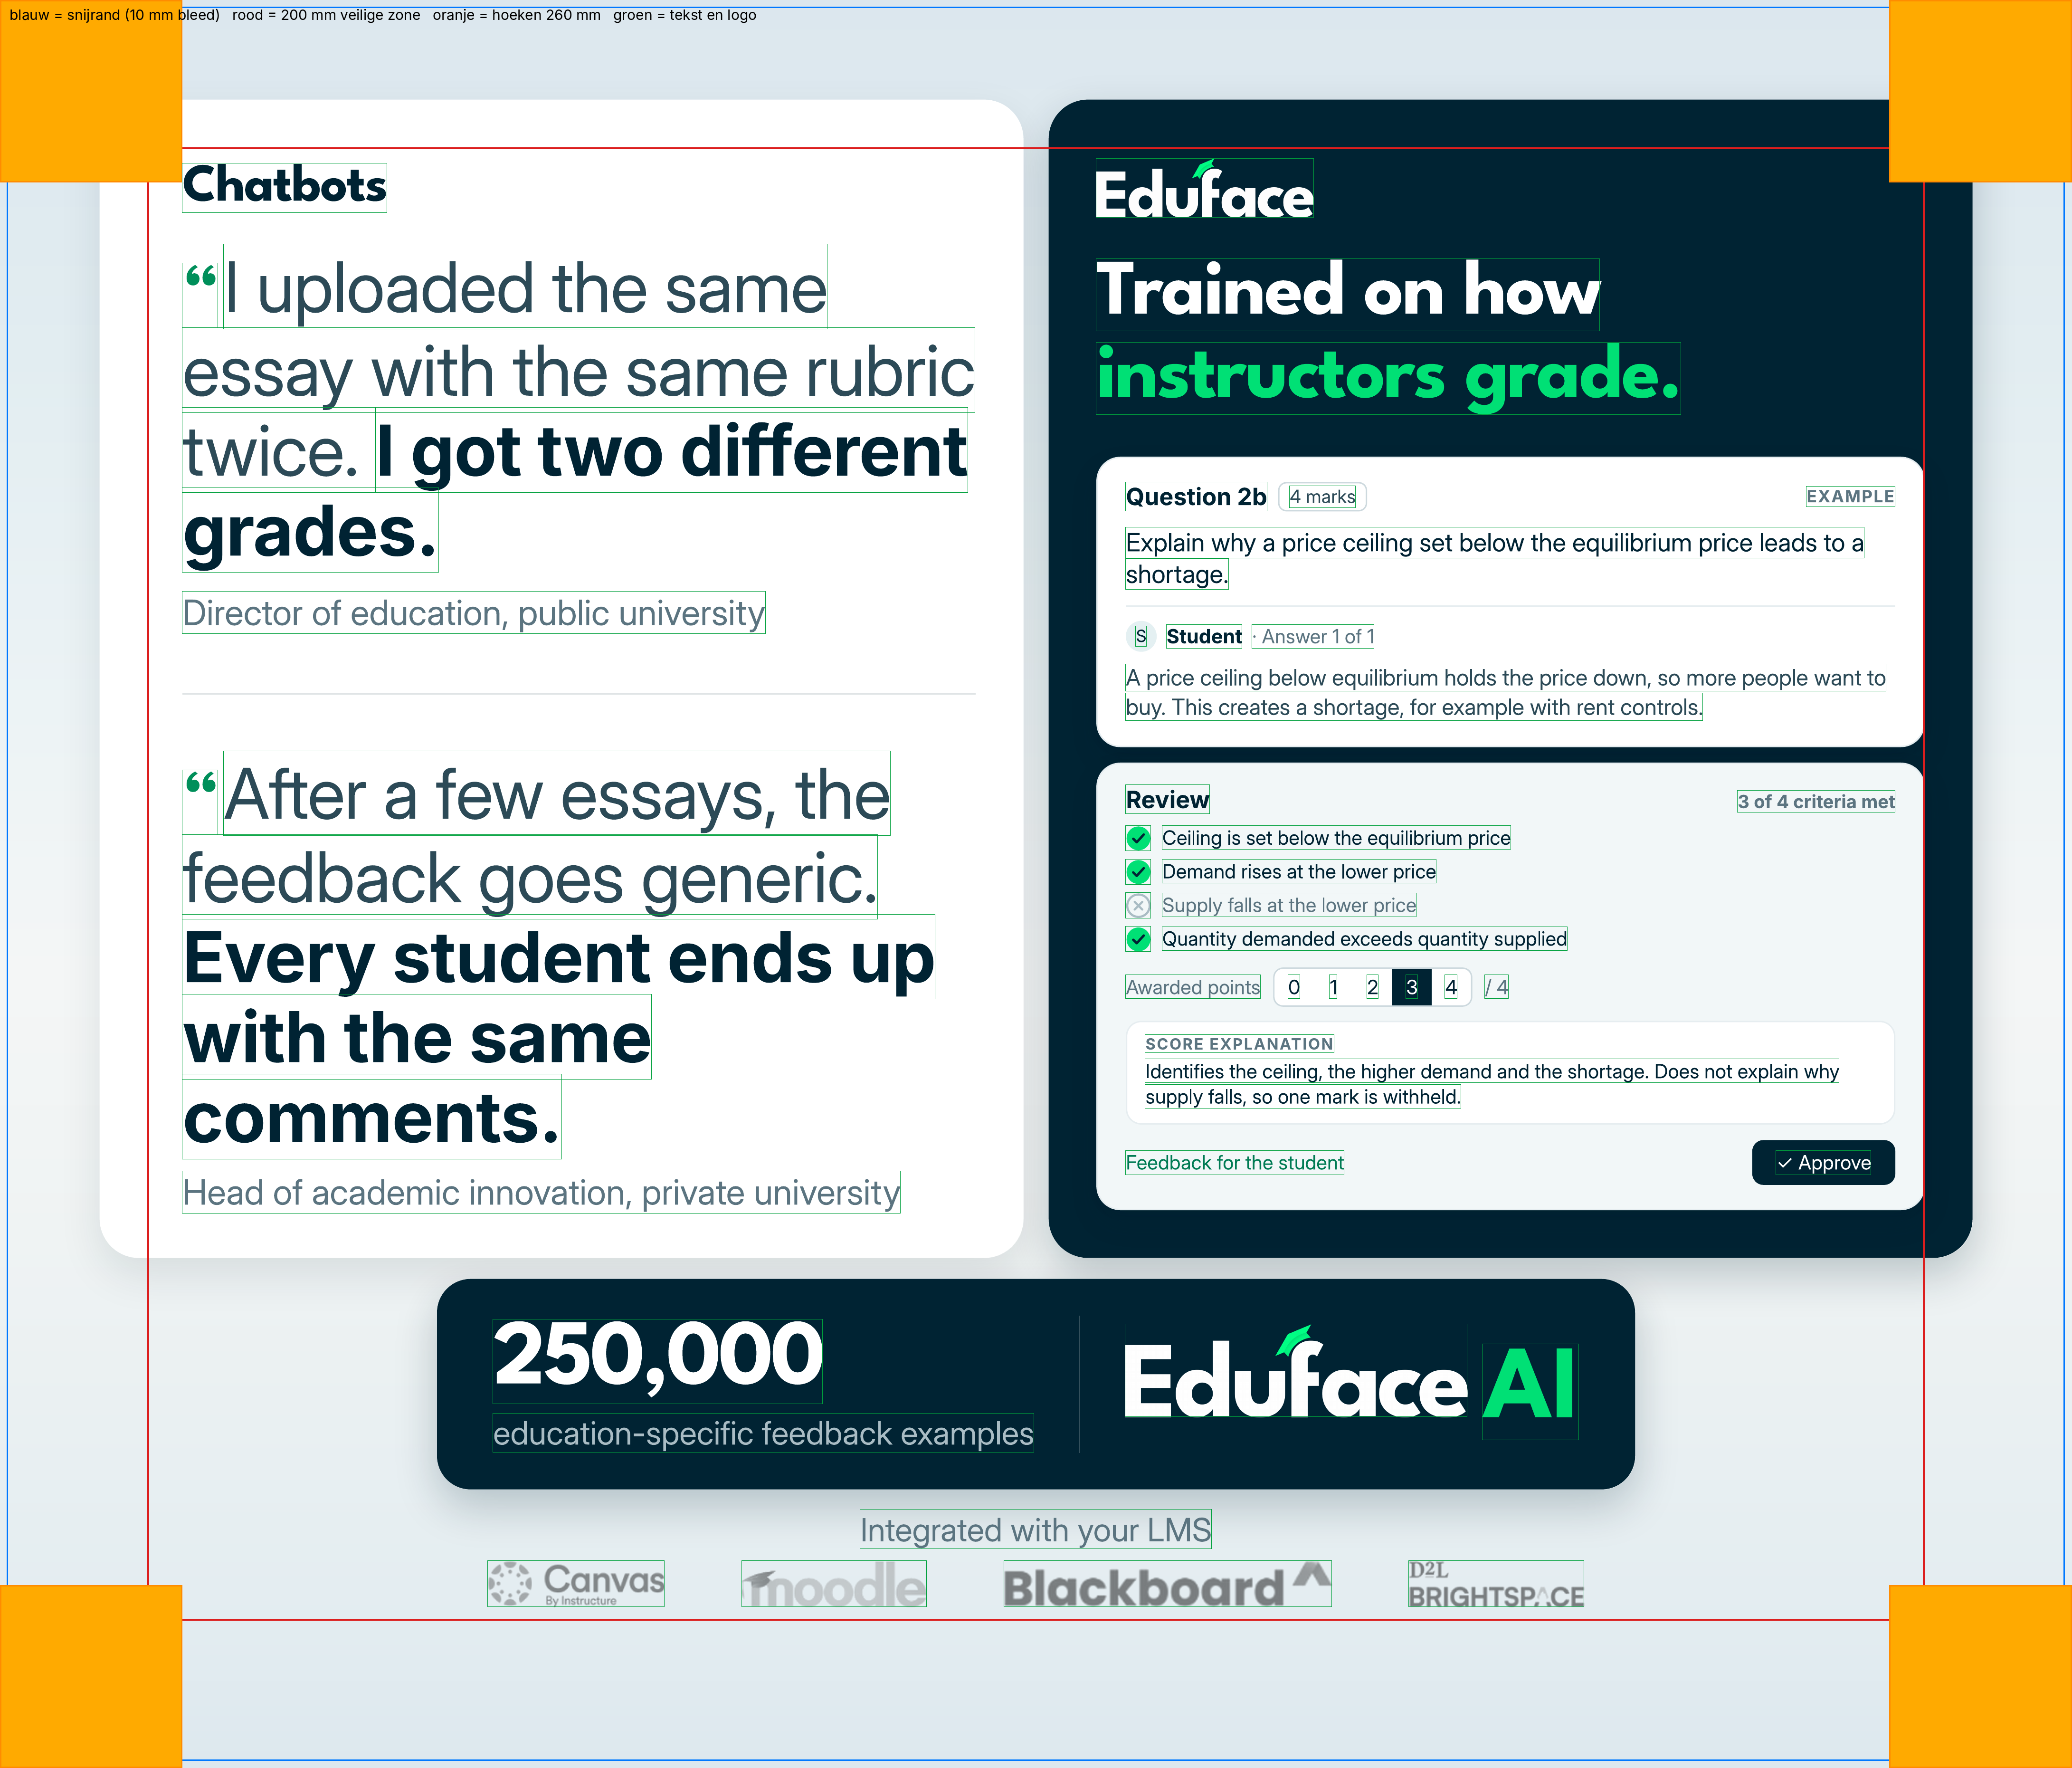 blauw = snijrand (10 mm bleed)   rood = 200 mm veilige zone   oranje = hoeken 260 mm   groen = tekst en logo
Chatbots
“I uploaded the same
essay with the same rubric
twice. I got two different
grades.
Director of education, public university
“After a few essays, the
feedback goes generic.
Every student ends up
with the same
comments.
Head of academic innovation, private university
Eduface
Trained on how
instructors grade.
Question 2b 4 marks EXAMPLE
Explain why a price ceiling set below the equilibrium price leads to a
shortage.
S Student · Answer 1 of 1
A price ceiling below equilibrium holds the price down, so more people want to
buy. This creates a shortage, for example with rent controls.
Review 3 of 4 criteria met
Ceiling is set below the equilibrium price
Demand rises at the lower price
Supply falls at the lower price
Quantity demanded exceeds quantity supplied
Awarded points 0 1 2 3 4 / 4
SCORE EXPLANATION
Identifies the ceiling, the higher demand and the shortage. Does not explain why
supply falls, so one mark is withheld.
Feedback for the student ✓ Approve
250,000
education-specific feedback examples
Eduface AI
Integrated with your LMS
Canvas
By Instructure
moodle
Blackboard
D2L
BRIGHTSPACE